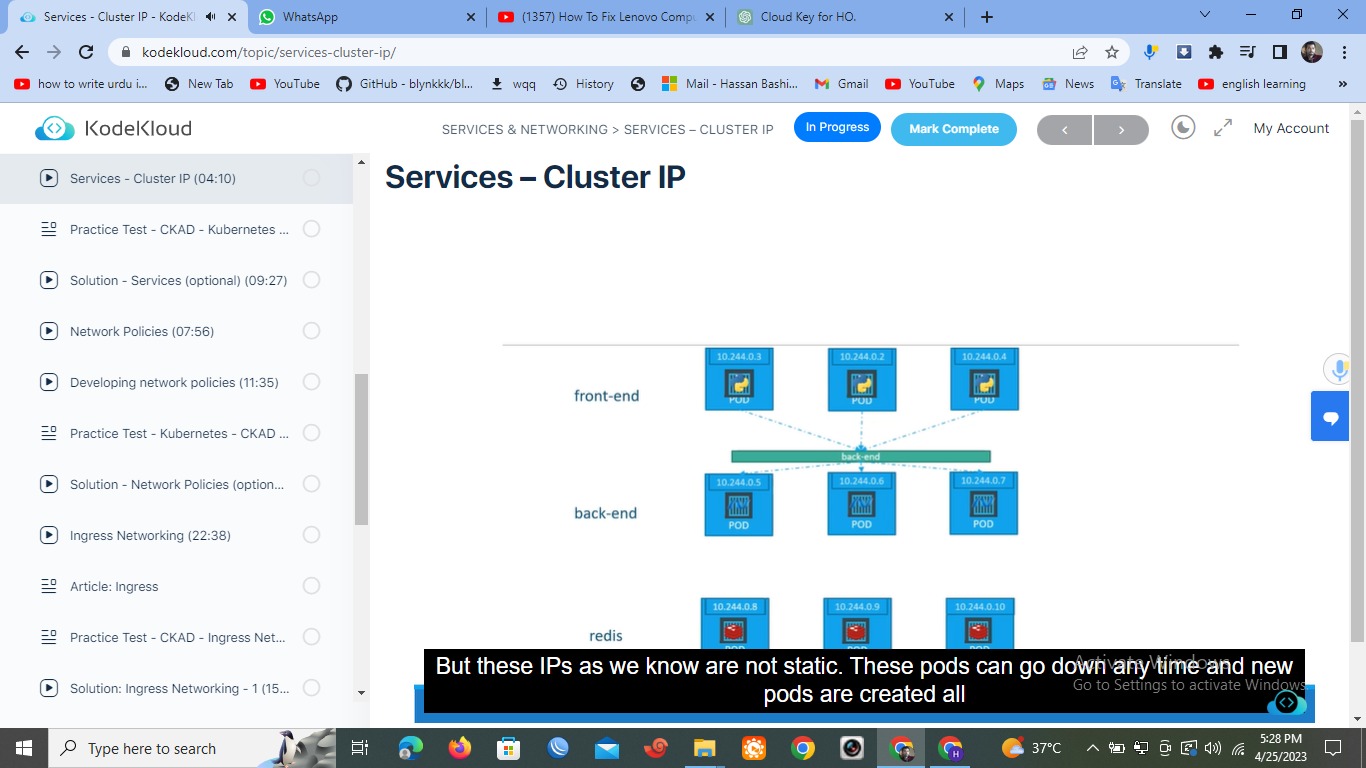 Services - Cluster IP - KodeKl
WhatsApp
(1357) How To Fix Lenovo Compu
Cloud Key for HO.
kodekloud.com/topic/services-cluster-ip/
how to write urdu i...
New Tab
YouTube
GitHub - blynkkk/bl...
wqq
History
Mail - Hassan Bashi...
Gmail
YouTube
Maps
News
Translate
english learning
»
KodeKloud
SERVICES & NETWORKING > SERVICES – CLUSTER IP
In Progress
Mark Complete
<
>
My Account
Services - Cluster IP (04:10)
Practice Test - CKAD - Kubernetes ...
Solution - Services (optional) (09:27)
Network Policies (07:56)
Developing network policies (11:35)
Practice Test - Kubernetes - CKAD ...
Solution - Network Policies (option...
Ingress Networking (22:38)
Article: Ingress
Practice Test - CKAD - Ingress Net...
Solution: Ingress Networking - 1 (15...
Services – Cluster IP
10.244.0.3
10.244.0.2
10.244.0.4
front-end
POD
POD
POD
back-end
10.244.0.5
10.244.0.6
10.244.0.7
back-end
POD
POD
POD
10.244.0.8
10.244.0.9
10.244.0.10
redis
POD
POD
POD
But these IPs as we know are not static. These pods can go down any time and new
pods are created all
Activate Windows
Go to Settings to activate Windows.
Type here to search
37°C
5:28 PM
4/25/2023